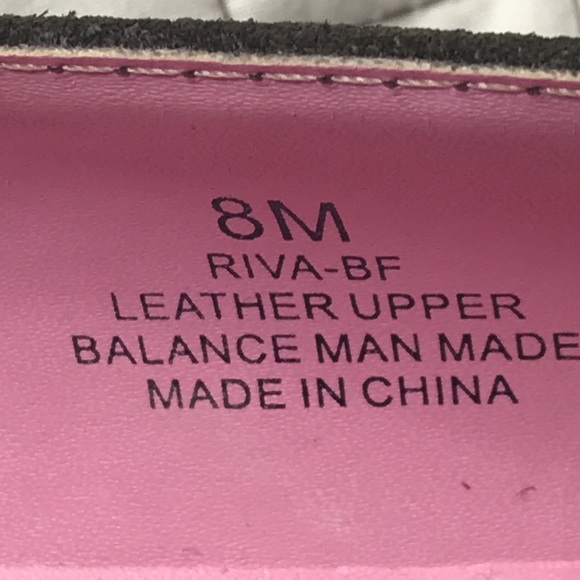 8M
RIVA-BF
LEATHER UPPER
BALANCE MAN MADE
MADE IN CHINA